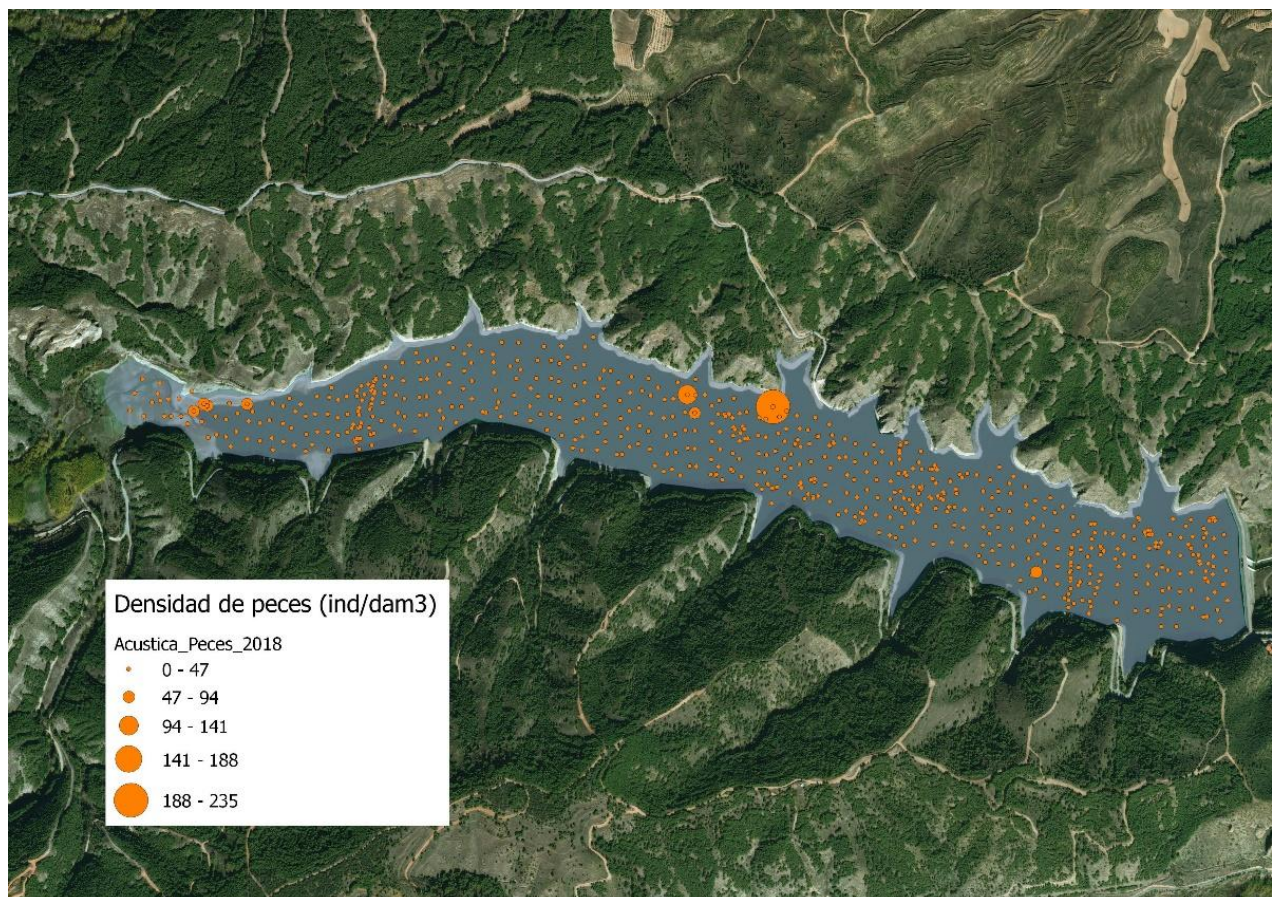 Densidad de peces (ind/dam3)
Acustica_Peces_2018
0 - 47
47 - 94
94 - 141
141 - 188
188 - 235